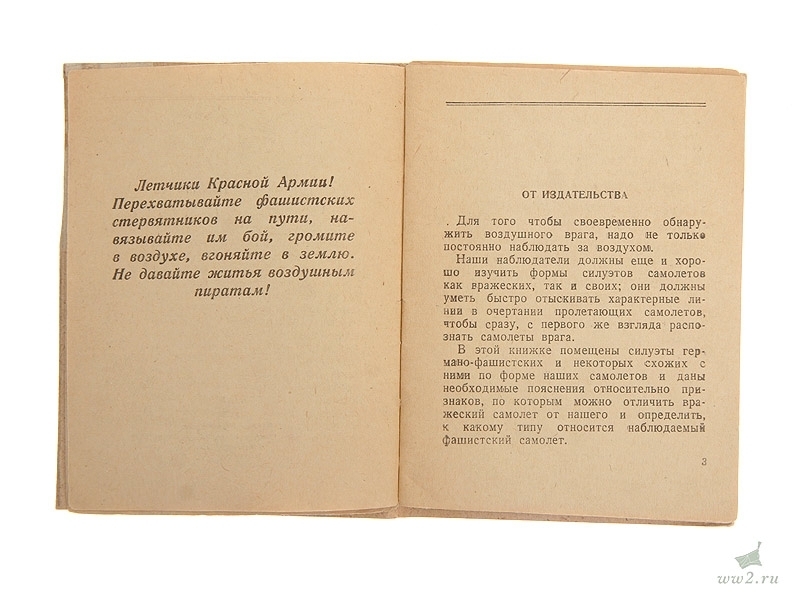 Летчики Красной Армии!
Перехватывайте фашистских
стервятников на пути, на-
вязывайте им бой, громите
в воздухе, вгоняйте в землю.
Не давайте житья воздушным
пиратам!
ОТ ИЗДАТЕЛЬСТВА
Для того чтобы своевременно обнару-
жить воздушного врага, надо не только
постоянно наблюдать за воздухом.
Наши наблюдатели должны еще и хоро-
шо изучить формы силуэтов самолетов
как вражеских, так и своих; они должны
уметь быстро отыскивать характерные ли-
нии в очертании пролетающих самолетов,
чтобы сразу, с первого же взгляда распо-
знать самолеты врага.
В этой книжке помещены силуэты гер-
мано-фашистских и некоторых схожих с
ними по форме наших самолетов и даны
необходимые пояснения относительно при-
знаков, по которым можно отличить вра-
жеский самолет от нашего и определить,
к какому типу относится наблюдаемый
фашистский самолет.
3
ww2.ru